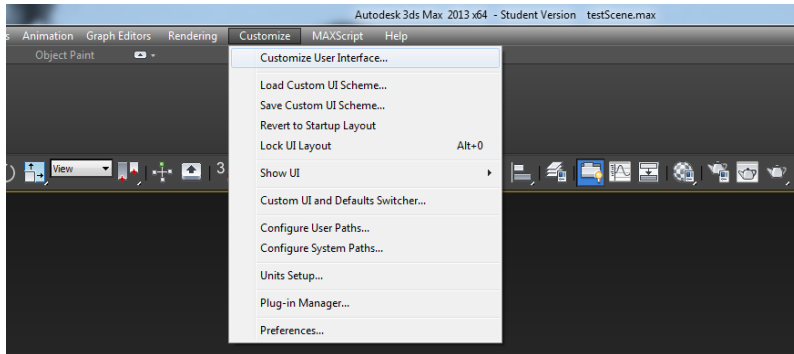 Autodesk 3ds Max 2013 x64 - Student Version testScene.max
s Animation Graph Editors Rendering Customize MAXScript Help
Object Paint
Customize User Interface...
Load Custom UI Scheme...
Save Custom UI Scheme...
Revert to Startup Layout
Lock UI Layout Alt+0
View 3
Show UI
Custom UI and Defaults Switcher...
Configure User Paths...
Configure System Paths...
Units Setup...
Plug-in Manager...
Preferences...